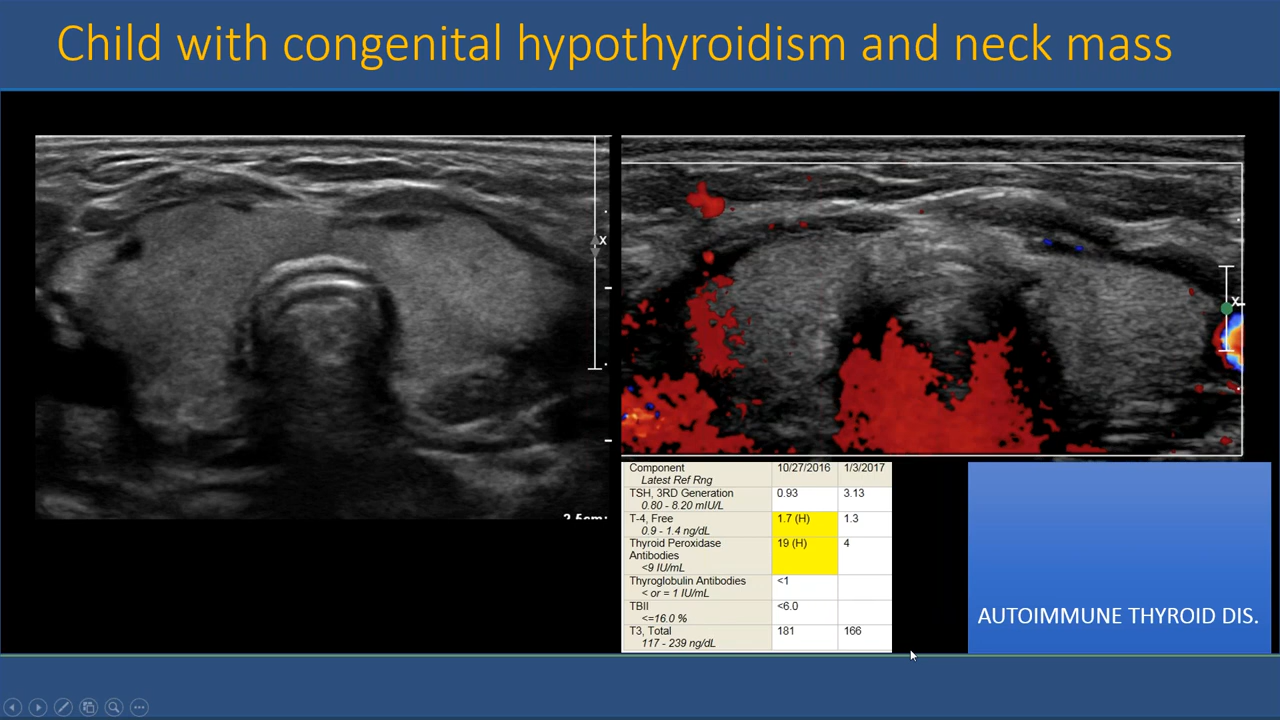 Child with congenital hypothyroidism and neck mass
X
X
Component 10/27/2016 1/3/2017
Latest Ref Rng
TSH, 3RD Generation 0.93 3.13
0.80 - 8.20 mIU/L
T-4, Free 1.7 (H) 1.3
0.9 - 1.4 ng/dL
Thyroid Peroxidase 19 (H) 4
Antibodies
<9 IU/mL
Thyroglobulin Antibodies <1
< or = 1 IU/mL
TBII <6.0
<=16.0 %
T3, Total 181 166
117 - 239 ng/dL
AUTOIMMUNE THYROID DIS.